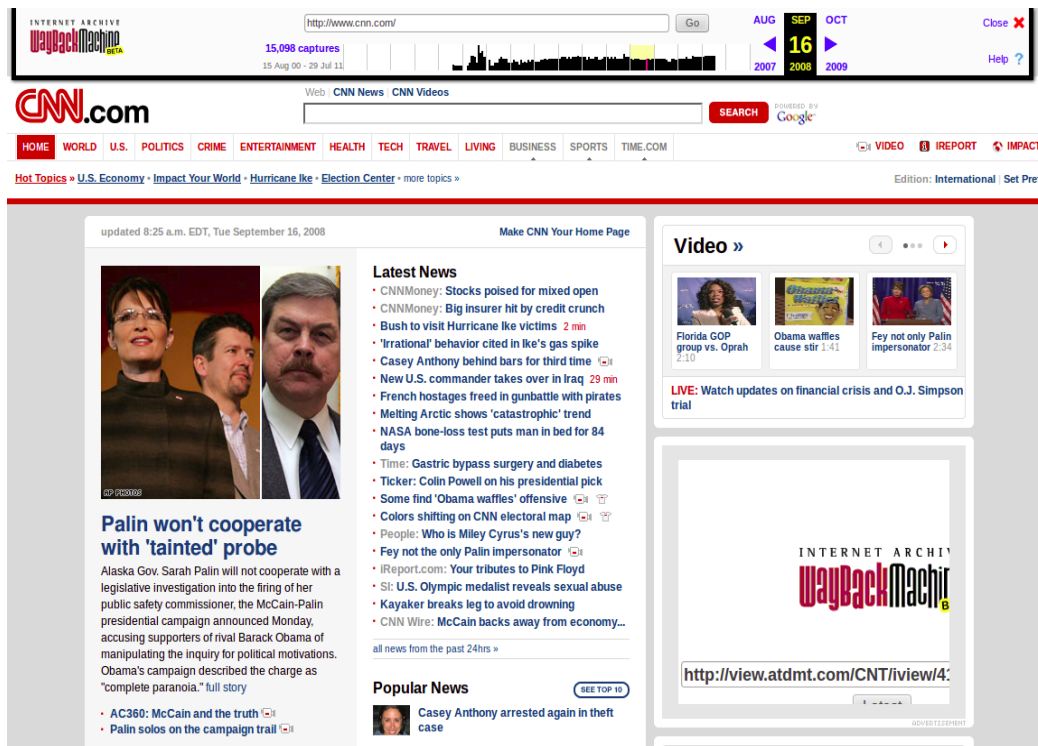 INTERNET ARCHIVE
WayBackMachine
BETA
http://www.cnn.com/
Go
15,098 captures
15 Aug 00 - 29 Jul 11
AUG SEP OCT
16
2007 2008 2009
Close
Help ?
CNN.com
Web | CNN News | CNN Videos
SEARCH
POWERED BY
Google
HOME WORLD U.S. POLITICS CRIME ENTERTAINMENT HEALTH TECH TRAVEL LIVING BUSINESS SPORTS TIME.COM
VIDEO IREPORT IMPACT
Hot Topics » U.S. Economy • Impact Your World • Hurricane Ike • Election Center • more topics »
Edition: International | Set Pre
updated 8:25 a.m. EDT, Tue September 16, 2008
Make CNN Your Home Page
AP PHOTOS
Palin won't cooperate
with 'tainted' probe
Alaska Gov. Sarah Palin will not cooperate with a
legislative investigation into the firing of her
public safety commissioner, the McCain-Palin
presidential campaign announced Monday,
accusing supporters of rival Barack Obama of
manipulating the inquiry for political motivations.
Obama's campaign described the charge as
"complete paranoia." full story
• AC360: McCain and the truth
• Palin solos on the campaign trail
Latest News
• CNNMoney: Stocks poised for mixed open
• CNNMoney: Big insurer hit by credit crunch
• Bush to visit Hurricane Ike victims 2 min
• 'Irrational' behavior cited in Ike's gas spike
• Casey Anthony behind bars for third time
• New U.S. commander takes over in Iraq 29 min
• French hostages freed in gunbattle with pirates
• Melting Arctic shows 'catastrophic' trend
• NASA bone-loss test puts man in bed for 84
days
• Time: Gastric bypass surgery and diabetes
• Ticker: Colin Powell on his presidential pick
• Some find 'Obama waffles' offensive
• Colors shifting on CNN electoral map
• People: Who is Miley Cyrus's new guy?
• Fey not the only Palin impersonator
• iReport.com: Your tributes to Pink Floyd
• SI: U.S. Olympic medalist reveals sexual abuse
• Kayaker breaks leg to avoid drowning
• CNN Wire: McCain backs away from economy...
all news from the past 24hrs »
Popular News
SEE TOP 10
Casey Anthony arrested again in theft
case
Video »
Obama
Waffles
Florida GOP
group vs. Oprah
2:10
Obama waffles
cause stir 1:41
Fey not only Palin
impersonator 2:34
LIVE: Watch updates on financial crisis and O.J. Simpson
trial
INTERNET ARCHIV
WayBackMachin
B
http://view.atdmt.com/CNT/iview/41
Latest
ADVERTISEMENT